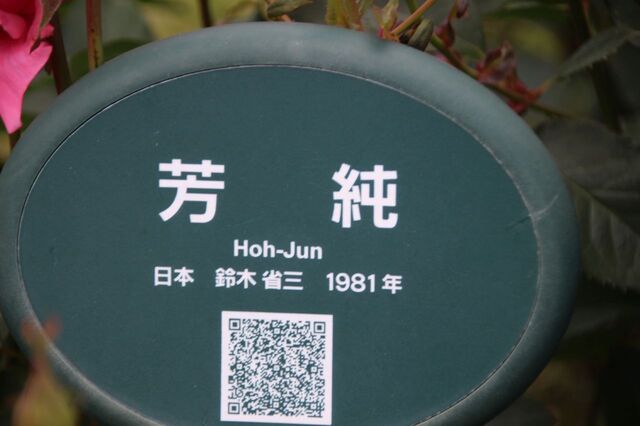 芳 純
Hoh-Jun
日本 鈴木 省三 1981年